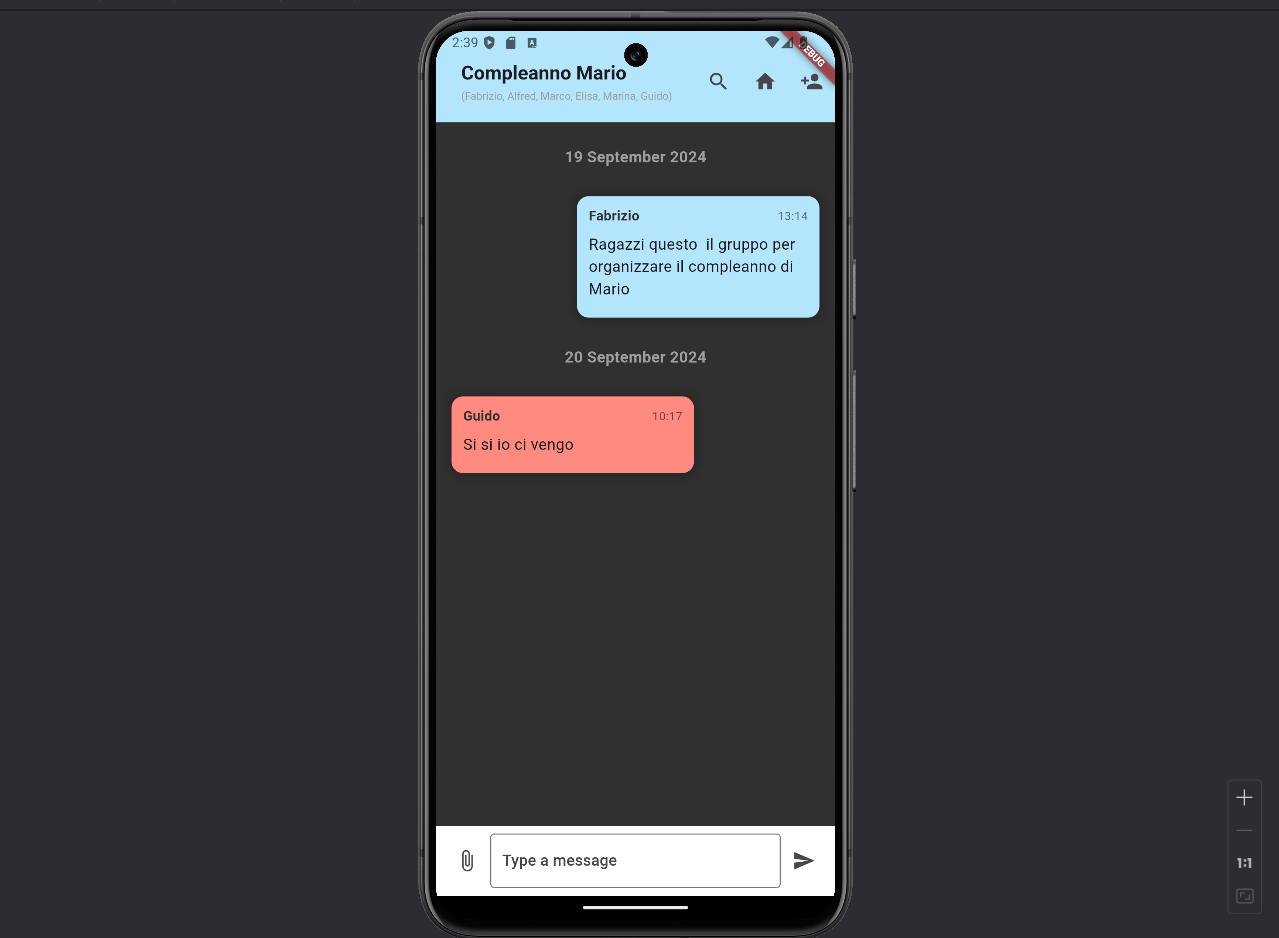 2:39
EBUG
Compleanno Mario
(Fabrizio, Alfred, Marco, Elisa, Marina, Guido)
19 September 2024
Fabrizio 13:14
Ragazzi questo  il gruppo per
organizzare il compleanno di
Mario
20 September 2024
Guido 10:17
Si si io ci vengo
Type a message
1:1